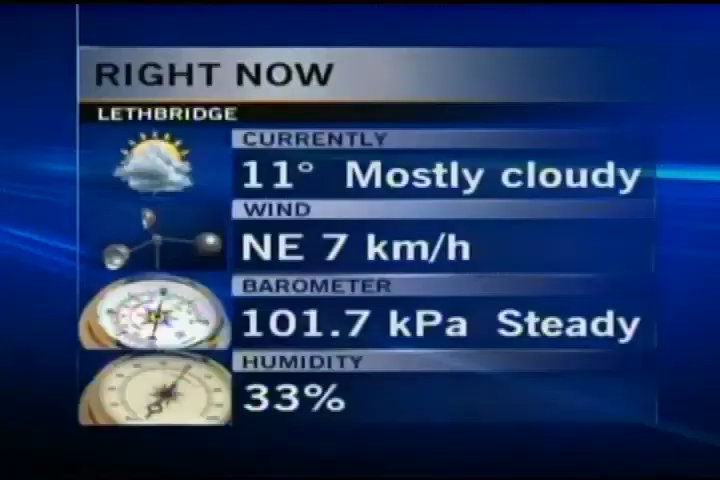 RIGHT NOW
LETHBRIDGE
CURRENTLY
11° Mostly cloudy
WIND
NE 7 km/h
BAROMETER
101.7 kPa Steady
HUMIDITY
33%